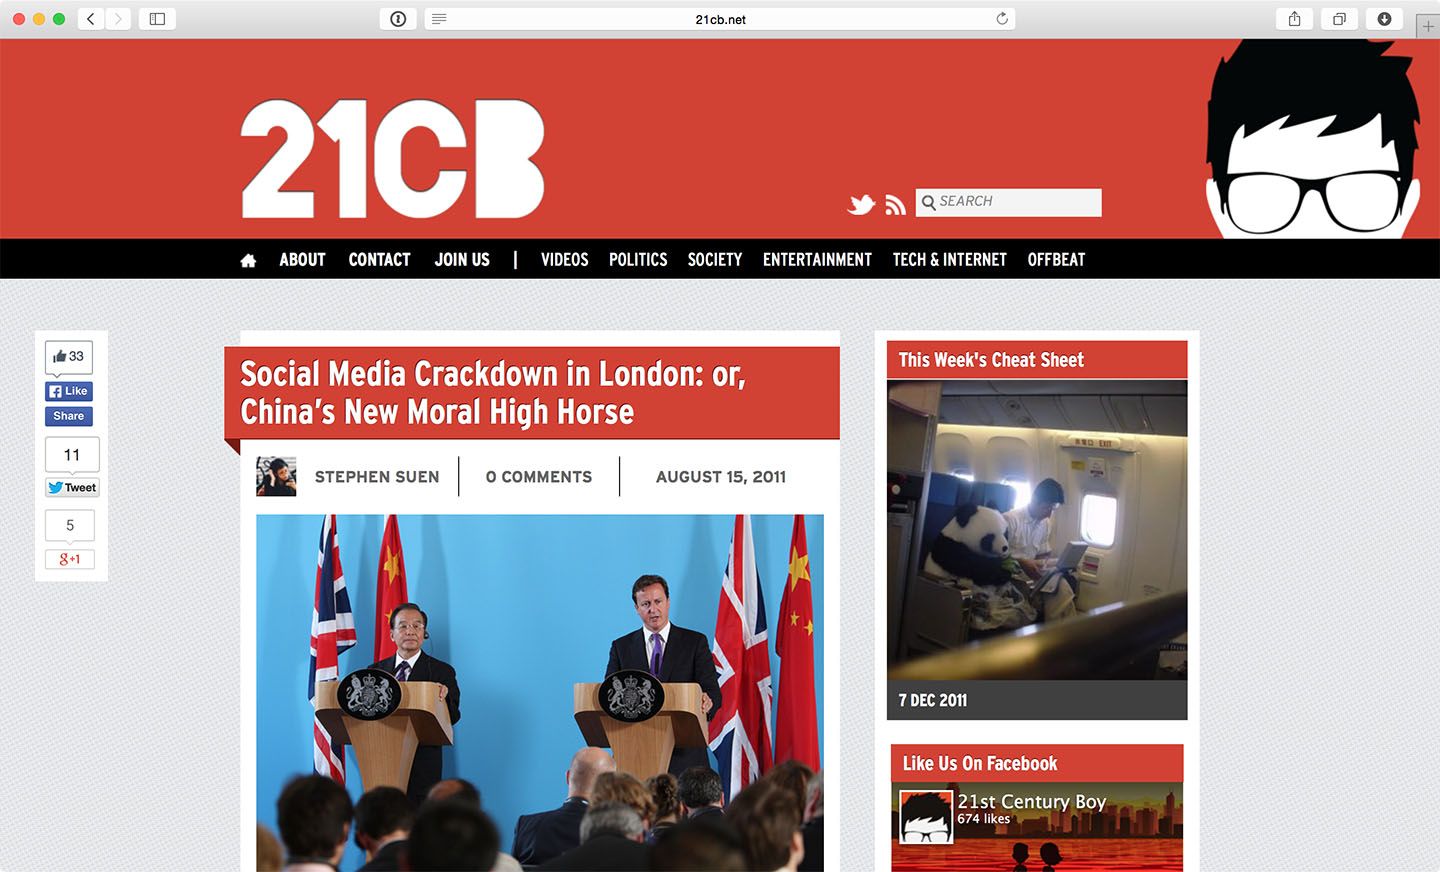 21cb.net
21CB
SEARCH
ABOUT CONTACT JOIN US | VIDEOS POLITICS SOCIETY ENTERTAINMENT TECH & INTERNET OFFBEAT
33
Like
Share
11
Tweet
5
g+1
Social Media Crackdown in London: or,
China's New Moral High Horse
STEPHEN SUEN | 0 COMMENTS | AUGUST 15, 2011
This Week's Cheat Sheet
EXIT
7 DEC 2011
Like Us On Facebook
21st Century Boy
674 likes